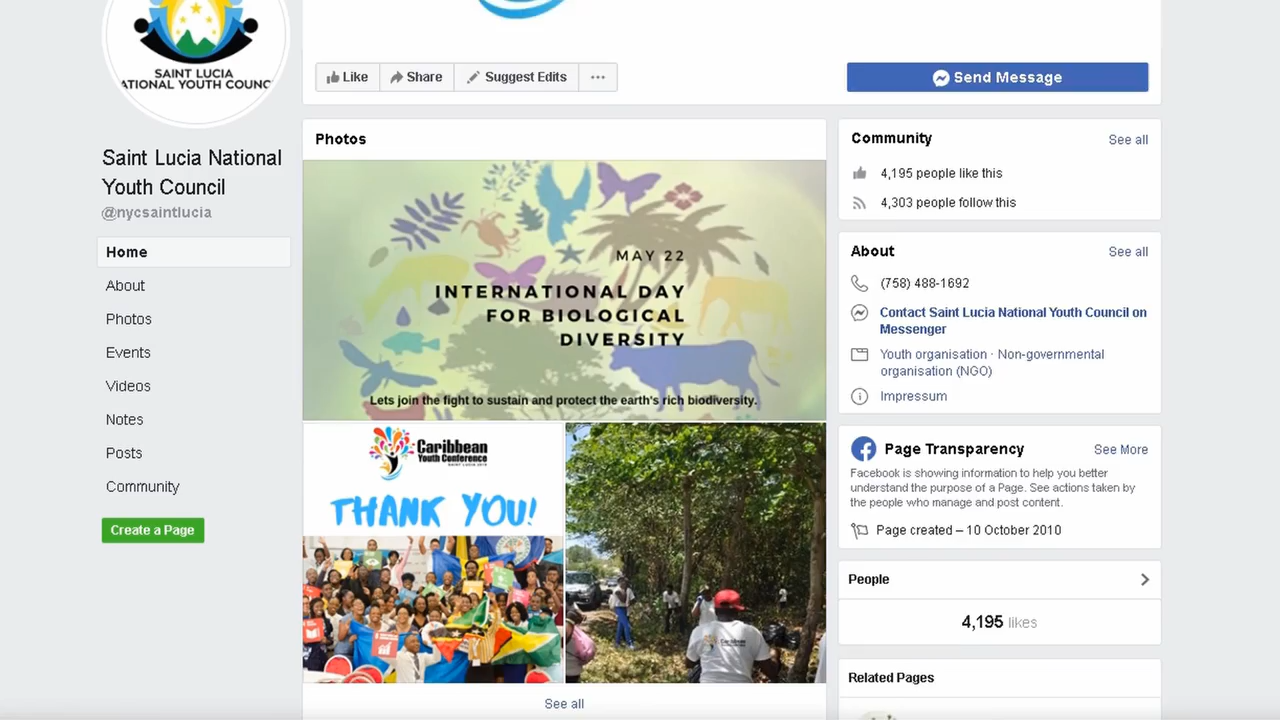 SAINT LUCIA
NATIONAL YOUTH COUNC
Saint Lucia National
Youth Council
@nycsaintlucia
Home
About
Photos
Events
Videos
Notes
Posts
Community
Create a Page
Like
Share
Suggest Edits
...
Send Message
Photos
MAY 22
INTERNATIONAL DAY
FOR BIOLOGICAL
DIVERSITY
Lets join the fight to sustain and protect the earth's rich biodiversity.
Caribbean
Youth Conference
THANK YOU!
Caribbean
See all
Community
See all
4,195 people like this
4,303 people follow this
About
See all
(758) 488-1692
Contact Saint Lucia National Youth Council on
Messenger
Youth organisation · Non-governmental
organisation (NGO)
Impressum
Page Transparency
See More
Facebook is showing information to help you better
understand the purpose of a Page. See actions taken by
the people who manage and post content.
Page created – 10 October 2010
People
4,195 likes
Related Pages